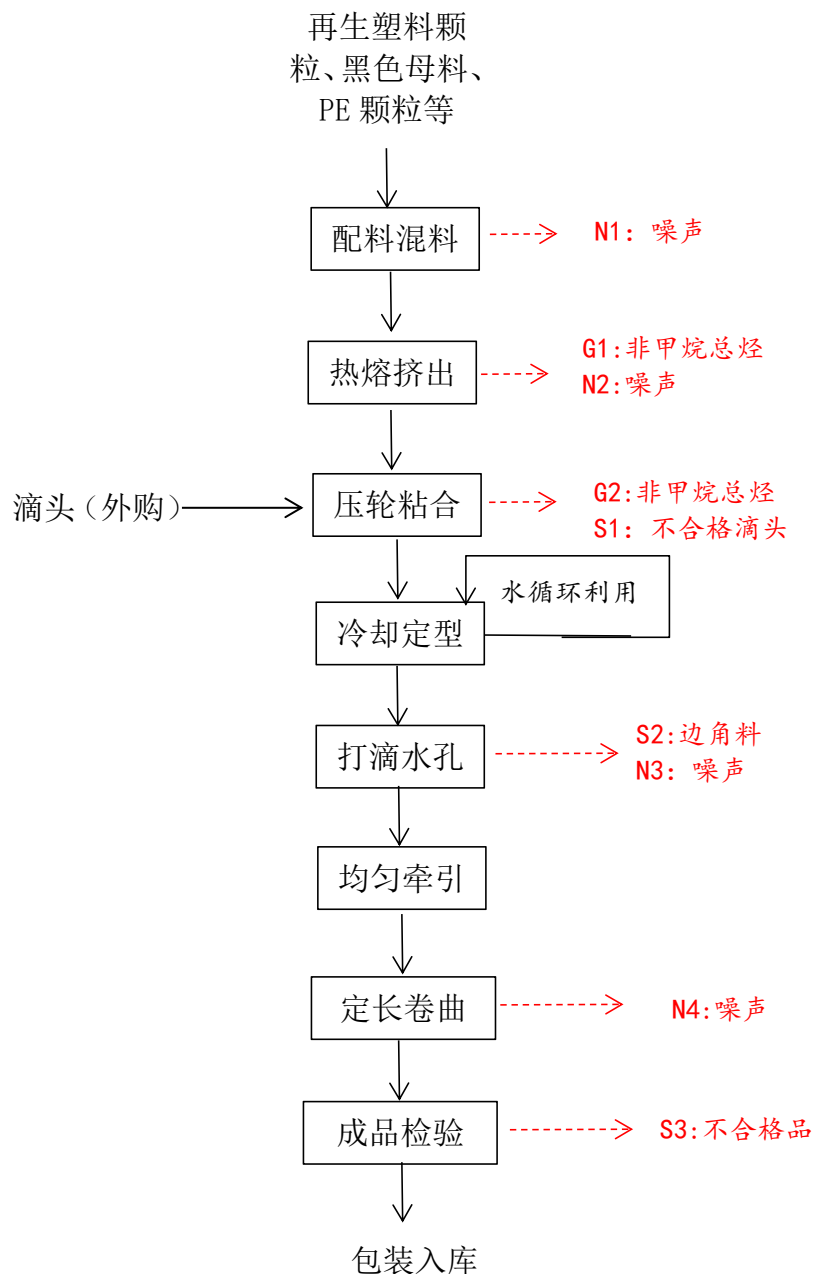 再生塑料颗
粒、黑色母料、
PE 颗粒等
配料混料
N1: 噪声
热熔挤出
G1:非甲烷总烃
N2:噪声
滴头（外购）
压轮粘合
G2:非甲烷总烃
S1: 不合格滴头
水循环利用
冷却定型
打滴水孔
S2:边角料
N3: 噪声
均匀牵引
定长卷曲
N4:噪声
成品检验
S3:不合格品
包装入库